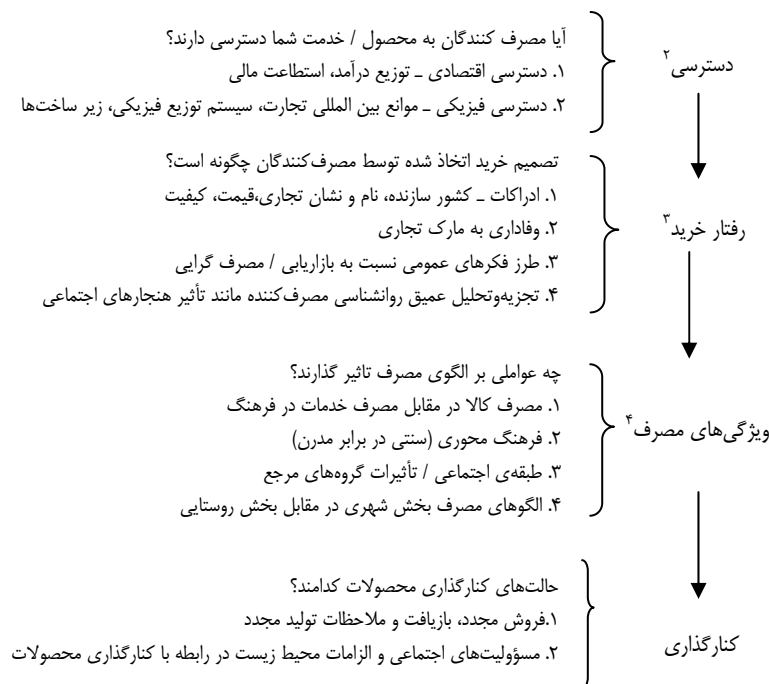 دسترسی۲
آیا مصرف کنندگان به محصول / خدمت شما دسترسی دارند؟
۱. دسترسی اقتصادی ـ توزیع درآمد، استطاعت مالی
۲. دسترسی فیزیکی ـ موانع بین المللی تجارت، سیستم توزیع فیزیکی، زیر ساخت‌ها
رفتار خرید۳
تصمیم خرید اتخاذ شده توسط مصرف‌کنندگان چگونه است؟
۱. ادراکات ـ کشور سازنده، نام و نشان تجاری،قیمت، کیفیت
۲. وفاداری به مارک تجاری
۳. طرز فکرهای عمومی نسبت به بازاریابی / مصرف گرایی
۴. تجزیه‌وتحلیل عمیق روانشناسی مصرف‌کننده مانند تأثیر هنجارهای اجتماعی
ویژگی‌های مصرف۴
چه عواملی بر الگوی مصرف تاثیر گذارند؟
۱. مصرف کالا در مقابل مصرف خدمات در فرهنگ
۲. فرهنگ محوری (سنتی در برابر مدرن)
۳. طبقه‌ی اجتماعی / تأثیرات گروه‌های مرجع
۴. الگوهای مصرف بخش شهری در مقابل بخش روستایی
کنارگذاری
حالت‌های کنارگذاری محصولات کدامند؟
۱.فروش مجدد، بازیافت و ملاحظات تولید مجدد
۲. مسؤولیت‌های اجتماعی و الزامات محیط زیست در رابطه با کنارگذاری محصولات